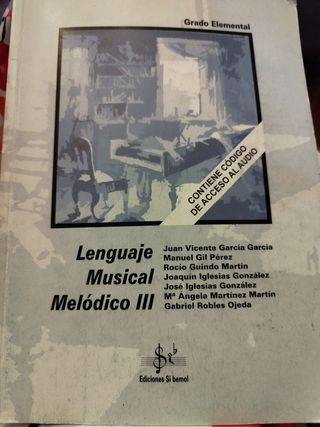 Grado Elemental
CONTIENE CÓDIGO
DE ACCESO AL AUDIO
Lenguaje
Musical
Melódico III
Juan Vicente García García
Manuel Gil Pérez
Rocío Guindo Martín
Joaquín Iglesias González
José Iglesias González
Mª Ángela Martínez Martín
Gabriel Robles Ojeda
Ediciones Si bemol